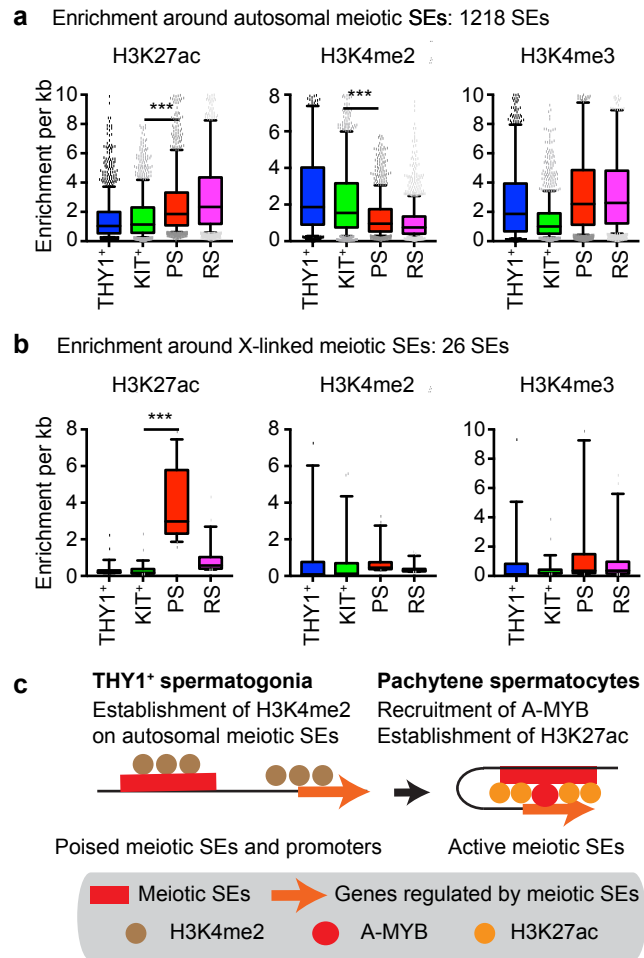 a Enrichment around autosomal meiotic SEs: 1218 SEs
H3K27ac H3K4me2 H3K4me3
Enrichment per kb
10 8 6 4 2 0
***
THY1+ KIT+ PS RS
8 6 4 2 0
***
THY1+ KIT+ PS RS
10 8 6 4 2 0
THY1+ KIT+ PS RS
b Enrichment around X-linked meiotic SEs: 26 SEs
H3K27ac H3K4me2 H3K4me3
Enrichment per kb
8 6 4 2 0
***
THY1+ KIT+ PS RS
8 6 4 2 0
THY1+ KIT+ PS RS
10 8 6 4 2 0
THY1+ KIT+ PS RS
c THY1+ spermatogonia
Establishment of H3K4me2
on autosomal meiotic SEs
Pachytene spermatocytes
Recruitment of A-MYB
Establishment of H3K27ac
Poised meiotic SEs and promoters
Active meiotic SEs
Meiotic SEs
Genes regulated by meiotic SEs
H3K4me2
A-MYB
H3K27ac